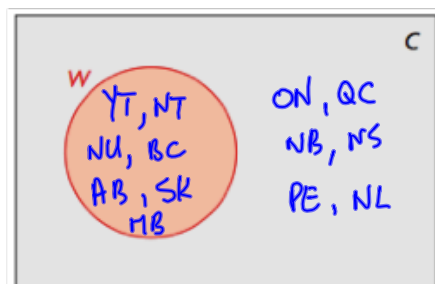 C
W
YT, NT
NU, BC
AB, SK
MB
ON, QC
NB, NS
PE, NL